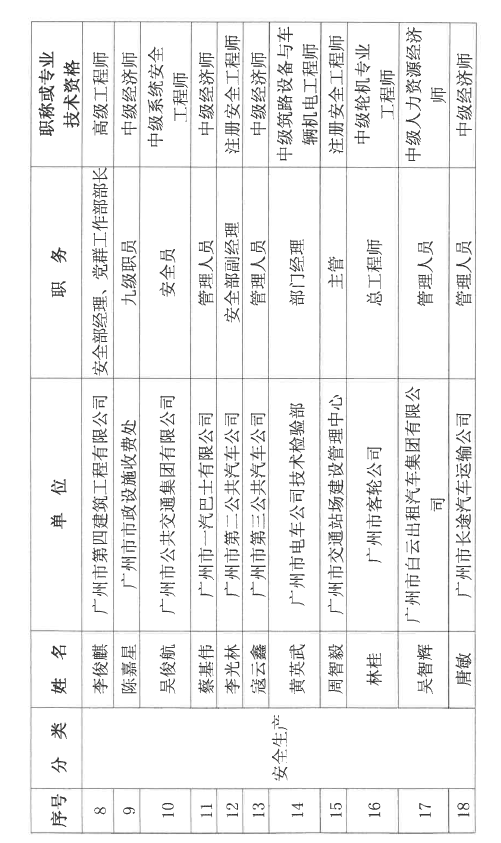 序号 分 类 姓 名 单 位 职 务 职称或专业
技术资格
8 李俊麒 广州市第四建筑工程有限公司 安全部经理、党群工作部部长 高级工程师
9 陈嘉星 广州市市政设施收费处 九级职员 中级经济师
10 吴俊航 广州市公共交通集团有限公司 安全员 中级系统安全
工程师
11 蔡基伟 广州市一汽巴士有限公司 管理人员 中级经济师
12 李光林 广州市第二公共汽车公司 安全部副经理 注册安全工程师
13 寇云鑫 广州市第三公共汽车公司 管理人员 中级经济师
安全生产
14 黄英武 广州市电车公司技术检验部 部门经理 中级筑路设备与车
辆机电工程师
15 周智毅 广州市交通站场建设管理中心 主管 注册安全工程师
16 林桂 广州市客轮公司 总工程师 中级轮机专业
工程师
17 吴智辉 广州市白云出租汽车集团有限公
司 管理人员 中级人力资源经济
师
18 唐敏 广州市长途汽车运输公司 管理人员 中级经济师